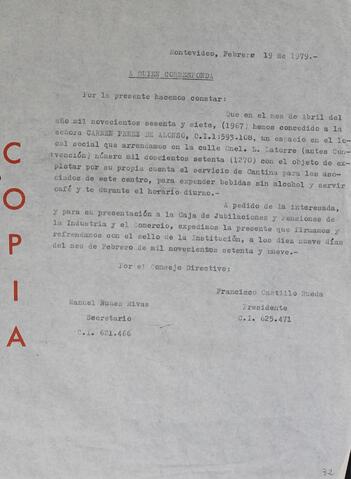 Montevideo, Febrero 19 de 1979.-
A QUIEN CORRESPONDA
Por la presente hacemos constar:
Que en el mes de Abril del
año mil novecientos sesenta y siete, (1967) hemos concedido a la
señora CARMEN PEREZ DE ALONSO, C.I.1:593.108, un espacio en el lo-
cal social que arrendamos en la calle Cnel. L. Latorre (antes Con-
vención) número mil doscientos setenta (1270) con el objeto de ex-
plotar por su propia cuenta el servicio de Cantina para los aso-
ciados de este centro, para expender bebidas sin alcohol y servir
café y te durante el horario diurno.-
A pedido de la interesada,
y para su presentación a la Caja de Jubilaciones y Pensiones de
la Industria y el Comercio, expedimos la presente que firmamos y
refrendamos con el sello de la Institución, a los diez nueve días
del mes de Febrero de mil novecientos setenta y nueve.-
Por el Consejo Directivo:
Francisco Castillo Rueda
Presidente
C.I. 625.471
Manuel Nunes Rivas
Secretario
C.I. 621.466
COPIA
32